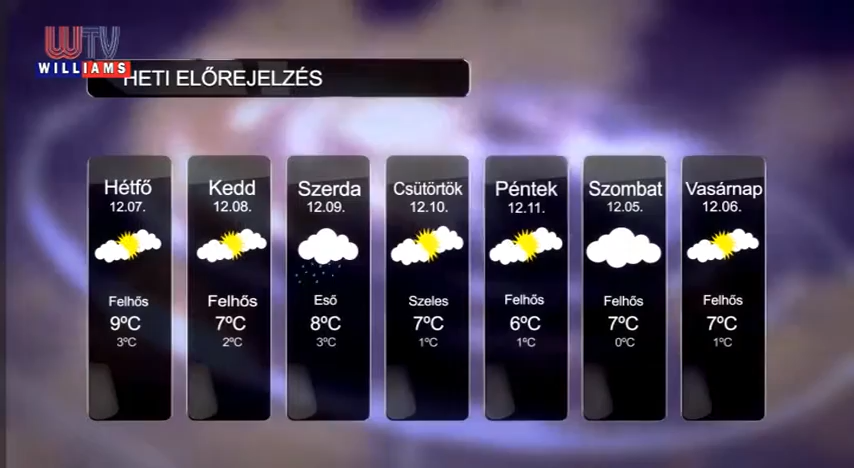 WTV
WILLIAMS
HETI ELŐREJELZÉS
Hétfő
12.07.
Felhős
9ºC
3ºC
Kedd
12.08.
Felhős
7ºC
2ºC
Szerda
12.09.
Eső
8ºC
3ºC
Csütörtök
12.10.
Szeles
7ºC
1ºC
Péntek
12.11.
Felhős
6ºC
1ºC
Szombat
12.05.
Felhős
7ºC
0ºC
Vasárnap
12.06.
Felhős
7ºC
1ºC